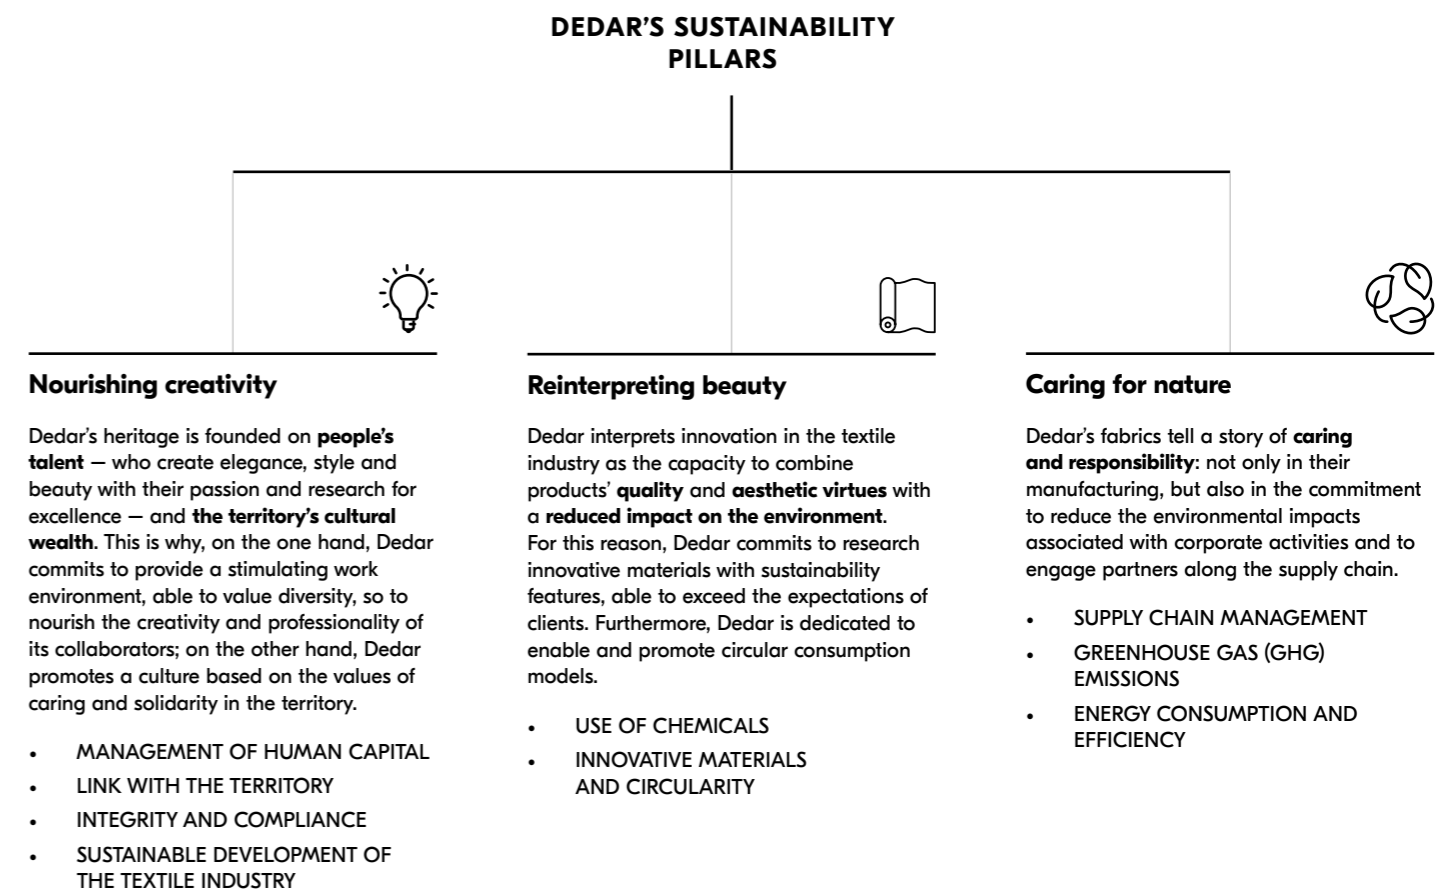 DEDAR’S SUSTAINABILITY
PILLARS
Nourishing creativity
Dedar’s heritage is founded on people’s
talent – who create elegance, style and
beauty with their passion and research for
excellence – and the territory’s cultural
wealth. This is why, on the one hand, Dedar
commits to provide a stimulating work
environment, able to value diversity, so to
nourish the creativity and professionality of
its collaborators; on the other hand, Dedar
promotes a culture based on the values of
caring and solidarity in the territory.
• MANAGEMENT OF HUMAN CAPITAL
• LINK WITH THE TERRITORY
• INTEGRITY AND COMPLIANCE
• SUSTAINABLE DEVELOPMENT OF
THE TEXTILE INDUSTRY
Reinterpreting beauty
Dedar interprets innovation in the textile
industry as the capacity to combine
products’ quality and aesthetic virtues with
a reduced impact on the environment.
For this reason, Dedar commits to research
innovative materials with sustainability
features, able to exceed the expectations of
clients. Furthermore, Dedar is dedicated to
enable and promote circular consumption
models.
• USE OF CHEMICALS
• INNOVATIVE MATERIALS
AND CIRCULARITY
Caring for nature
Dedar’s fabrics tell a story of caring
and responsibility: not only in their
manufacturing, but also in the commitment
to reduce the environmental impacts
associated with corporate activities and to
engage partners along the supply chain.
• SUPPLY CHAIN MANAGEMENT
• GREENHOUSE GAS (GHG)
EMISSIONS
• ENERGY CONSUMPTION AND
EFFICIENCY